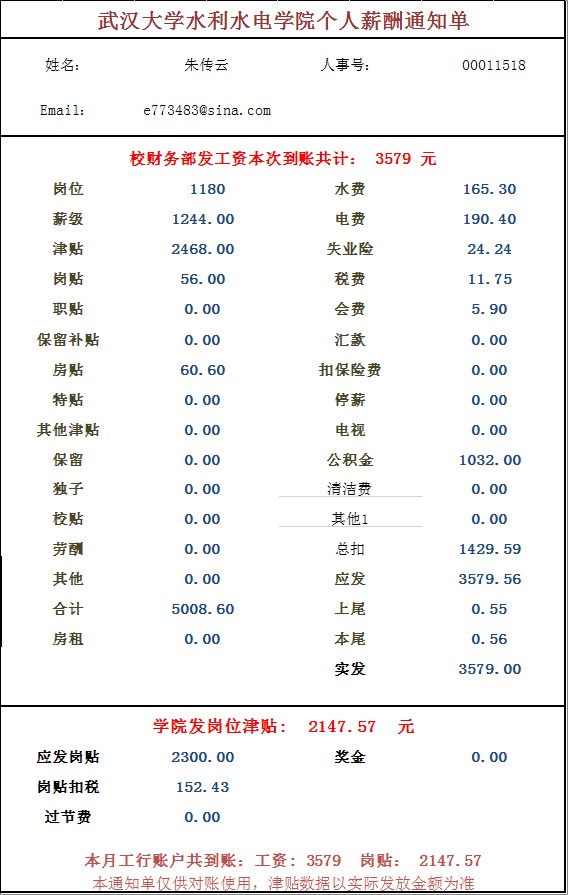 武汉大学水利水电学院个人薪酬通知单
姓名: 朱传云 人事号: 00011518
Email: e773483@sina.com
校财务部发工资本次到账共计: 3579 元
岗位 1180 水费 165.30
薪级 1244.00 电费 190.40
津贴 2468.00 失业险 24.24
岗贴 56.00 税费 11.75
职贴 0.00 会费 5.90
保留补贴 0.00 汇款 0.00
房贴 60.60 扣保险费 0.00
特贴 0.00 停薪 0.00
其他津贴 0.00 电视 0.00
保留 0.00 公积金 1032.00
独子 0.00 清洁费 0.00
校贴 0.00 其他1 0.00
劳酬 0.00 总扣 1429.59
其他 0.00 应发 3579.56
合计 5008.60 上尾 0.55
房租 0.00 本尾 0.56
实发 3579.00
学院发岗位津贴: 2147.57 元
应发岗贴 2300.00 奖金 0.00
岗贴扣税 152.43
过节费 0.00
本月工行账户共到账: 工资: 3579 岗贴: 2147.57
本通知单仅供对账使用，津贴数据以实际发放金额为准